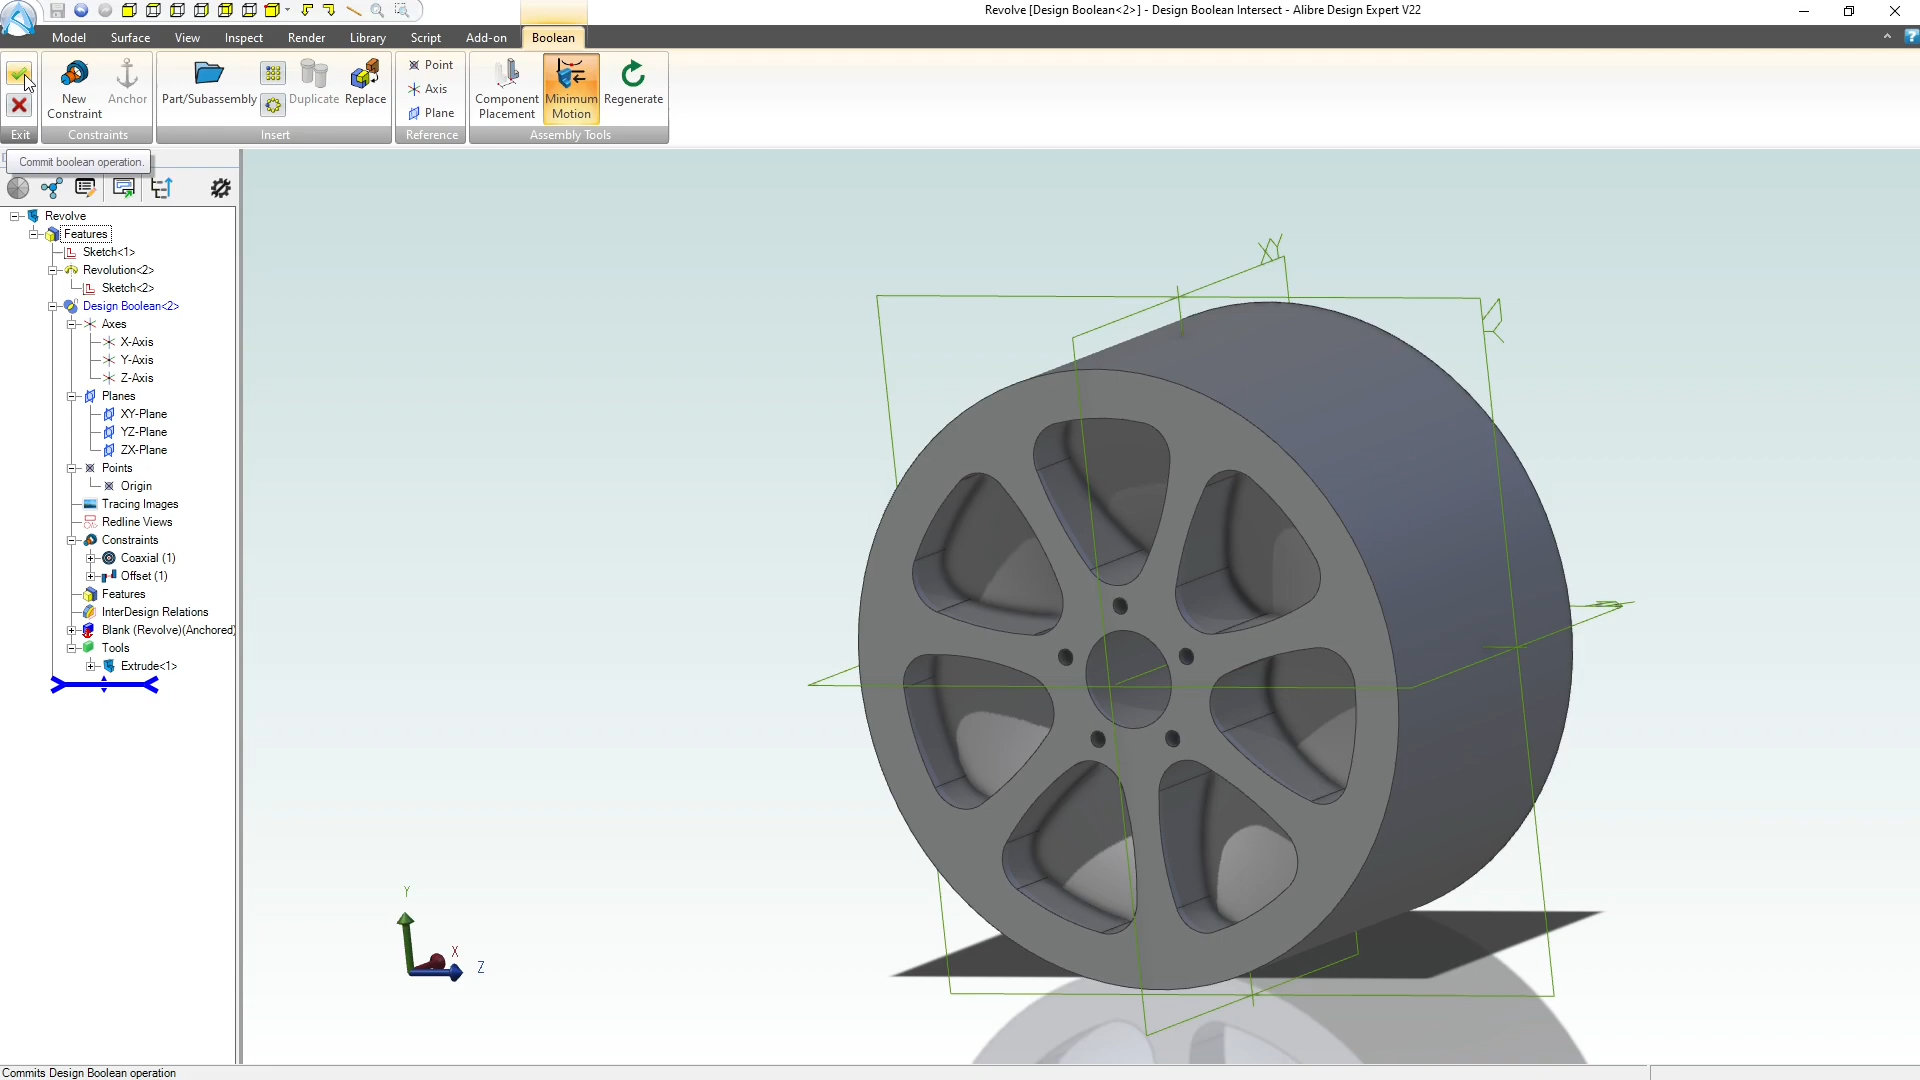 Revolve [Design Boolean<2>] - Design Boolean Intersect - Alibre Design Expert V22
Model Surface View Inspect Render Library Script Add-on Boolean
New Constraint
Anchor
Part/Subassembly
Duplicate
Replace
Point
Axis
Plane
Component Placement
Minimum Motion
Regenerate
Exit Constraints Insert Reference Assembly Tools
Commit boolean operation.
Revolve
Features
Sketch<1>
Revolution<2>
Sketch<2>
Design Boolean<2>
Axes
X-Axis
Y-Axis
Z-Axis
Planes
XY-Plane
YZ-Plane
ZX-Plane
Points
Origin
Tracing Images
Redline Views
Constraints
Coaxial (1)
Offset (1)
Features
InterDesign Relations
Blank (Revolve)(Anchored)
Tools
Extrude<1>
XY
Y
X
Z
Commits Design Boolean operation